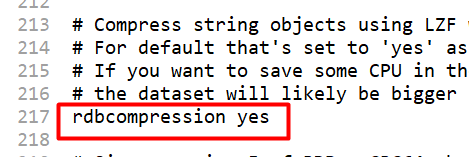 212
213 # Compress string objects using LZF
214 # For default that's set to 'yes' as
215 # If you want to save some CPU in th
216 # the dataset will likely be bigger
217 rdbcompression yes
218